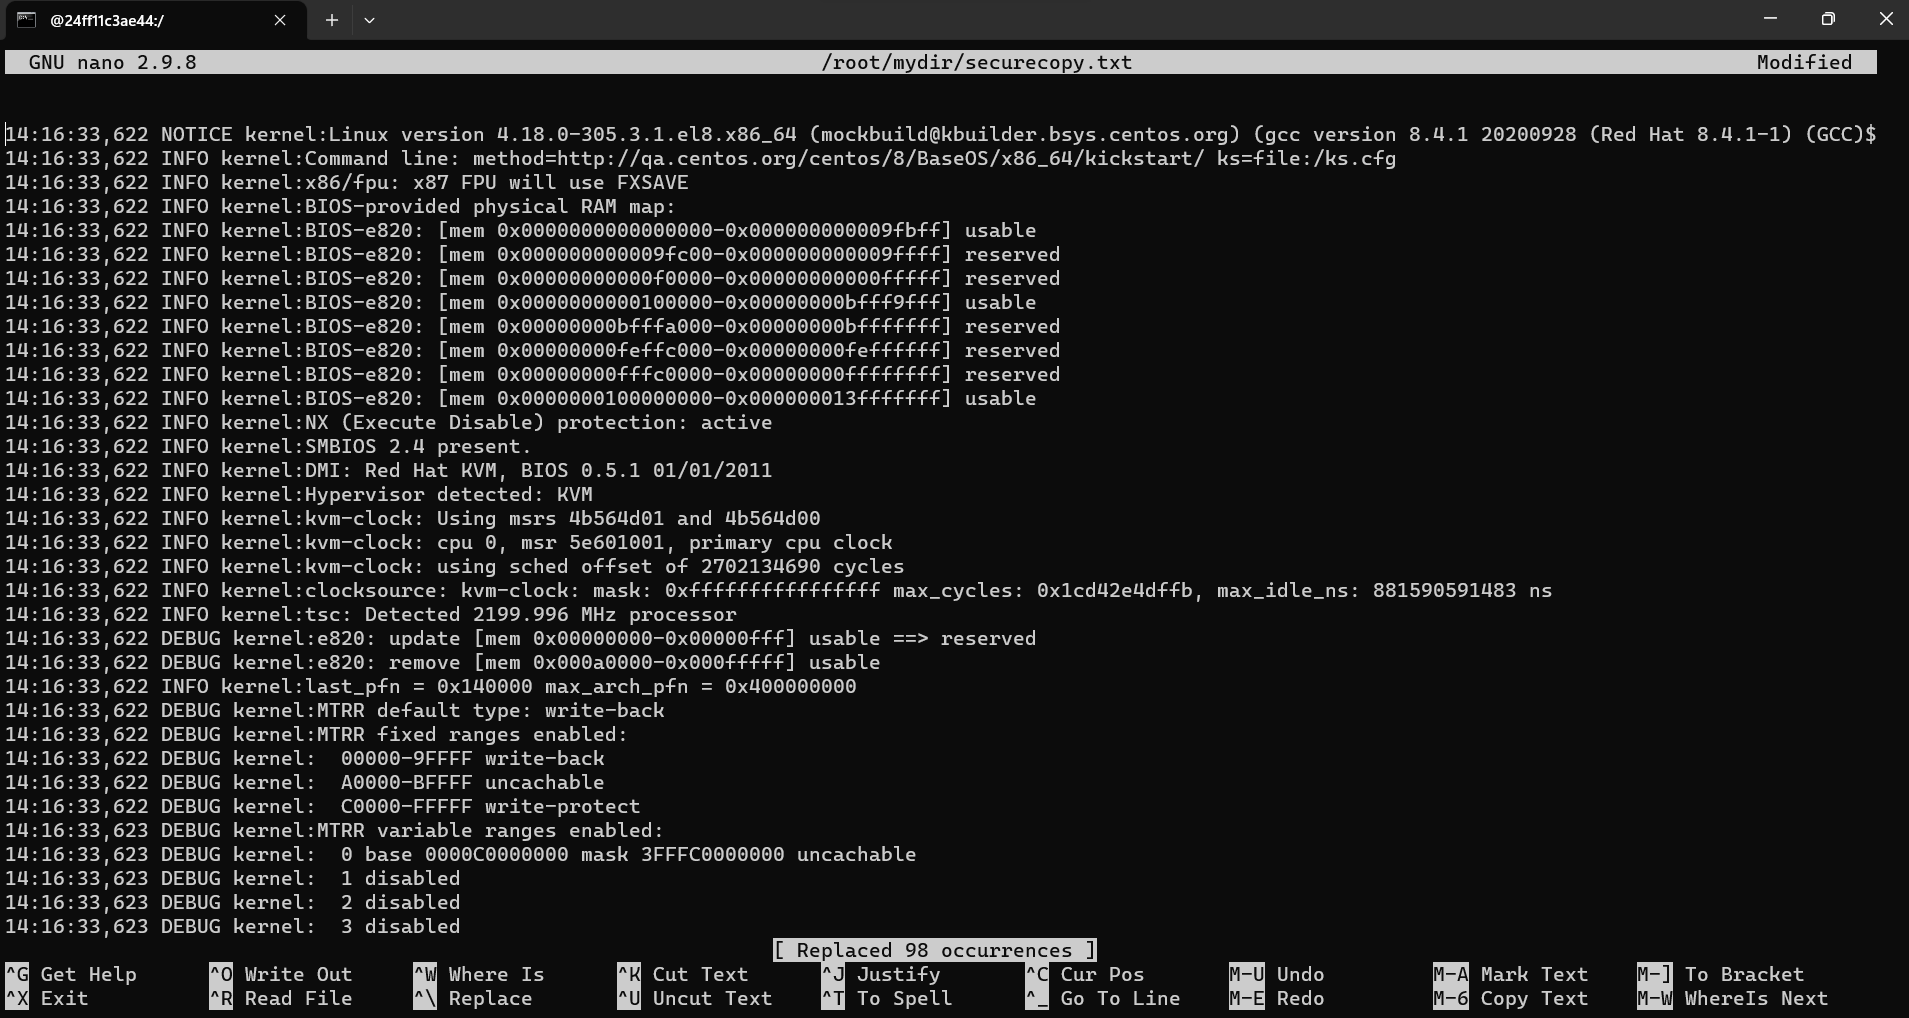 @24ff11c3ae44:/
GNU nano 2.9.8 /root/mydir/securecopy.txt Modified
14:16:33,622 NOTICE kernel:Linux version 4.18.0-305.3.1.el8.x86_64 (mockbuild@kbuilder.bsys.centos.org) (gcc version 8.4.1 20200928 (Red Hat 8.4.1-1) (GCC)$
14:16:33,622 INFO kernel:Command line: method=http://qa.centos.org/centos/8/BaseOS/x86_64/kickstart/ ks=file:/ks.cfg
14:16:33,622 INFO kernel:x86/fpu: x87 FPU will use FXSAVE
14:16:33,622 INFO kernel:BIOS-provided physical RAM map:
14:16:33,622 INFO kernel:BIOS-e820: [mem 0x0000000000000000-0x000000000009fbff] usable
14:16:33,622 INFO kernel:BIOS-e820: [mem 0x000000000009fc00-0x000000000009ffff] reserved
14:16:33,622 INFO kernel:BIOS-e820: [mem 0x00000000000f0000-0x00000000000fffff] reserved
14:16:33,622 INFO kernel:BIOS-e820: [mem 0x0000000000100000-0x00000000bfff9fff] usable
14:16:33,622 INFO kernel:BIOS-e820: [mem 0x00000000bfffa000-0x00000000bfffffff] reserved
14:16:33,622 INFO kernel:BIOS-e820: [mem 0x00000000feffc000-0x00000000feffffff] reserved
14:16:33,622 INFO kernel:BIOS-e820: [mem 0x00000000fffc0000-0x00000000ffffffff] reserved
14:16:33,622 INFO kernel:BIOS-e820: [mem 0x0000000100000000-0x000000013fffffff] usable
14:16:33,622 INFO kernel:NX (Execute Disable) protection: active
14:16:33,622 INFO kernel:SMBIOS 2.4 present.
14:16:33,622 INFO kernel:DMI: Red Hat KVM, BIOS 0.5.1 01/01/2011
14:16:33,622 INFO kernel:Hypervisor detected: KVM
14:16:33,622 INFO kernel:kvm-clock: Using msrs 4b564d01 and 4b564d00
14:16:33,622 INFO kernel:kvm-clock: cpu 0, msr 5e601001, primary cpu clock
14:16:33,622 INFO kernel:kvm-clock: using sched offset of 2702134690 cycles
14:16:33,622 INFO kernel:clocksource: kvm-clock: mask: 0xffffffffffffffff max_cycles: 0x1cd42e4dffb, max_idle_ns: 881590591483 ns
14:16:33,622 INFO kernel:tsc: Detected 2199.996 MHz processor
14:16:33,622 DEBUG kernel:e820: update [mem 0x00000000-0x00000fff] usable ==> reserved
14:16:33,622 DEBUG kernel:e820: remove [mem 0x000a0000-0x000fffff] usable
14:16:33,622 INFO kernel:last_pfn = 0x140000 max_arch_pfn = 0x400000000
14:16:33,622 DEBUG kernel:MTRR default type: write-back
14:16:33,622 DEBUG kernel:MTRR fixed ranges enabled:
14:16:33,622 DEBUG kernel:  00000-9FFFF write-back
14:16:33,622 DEBUG kernel:  A0000-BFFFF uncachable
14:16:33,622 DEBUG kernel:  C0000-FFFFF write-protect
14:16:33,623 DEBUG kernel:MTRR variable ranges enabled:
14:16:33,623 DEBUG kernel:  0 base 0000C0000000 mask 3FFFC0000000 uncachable
14:16:33,623 DEBUG kernel:  1 disabled
14:16:33,623 DEBUG kernel:  2 disabled
14:16:33,623 DEBUG kernel:  3 disabled
[ Replaced 98 occurrences ]
^G Get Help ^O Write Out ^W Where Is ^K Cut Text ^J Justify ^C Cur Pos M-U Undo M-A Mark Text M-] To Bracket
^X Exit ^R Read File ^\ Replace ^U Uncut Text ^T To Spell ^_ Go To Line M-E Redo M-6 Copy Text M-W WhereIs Next